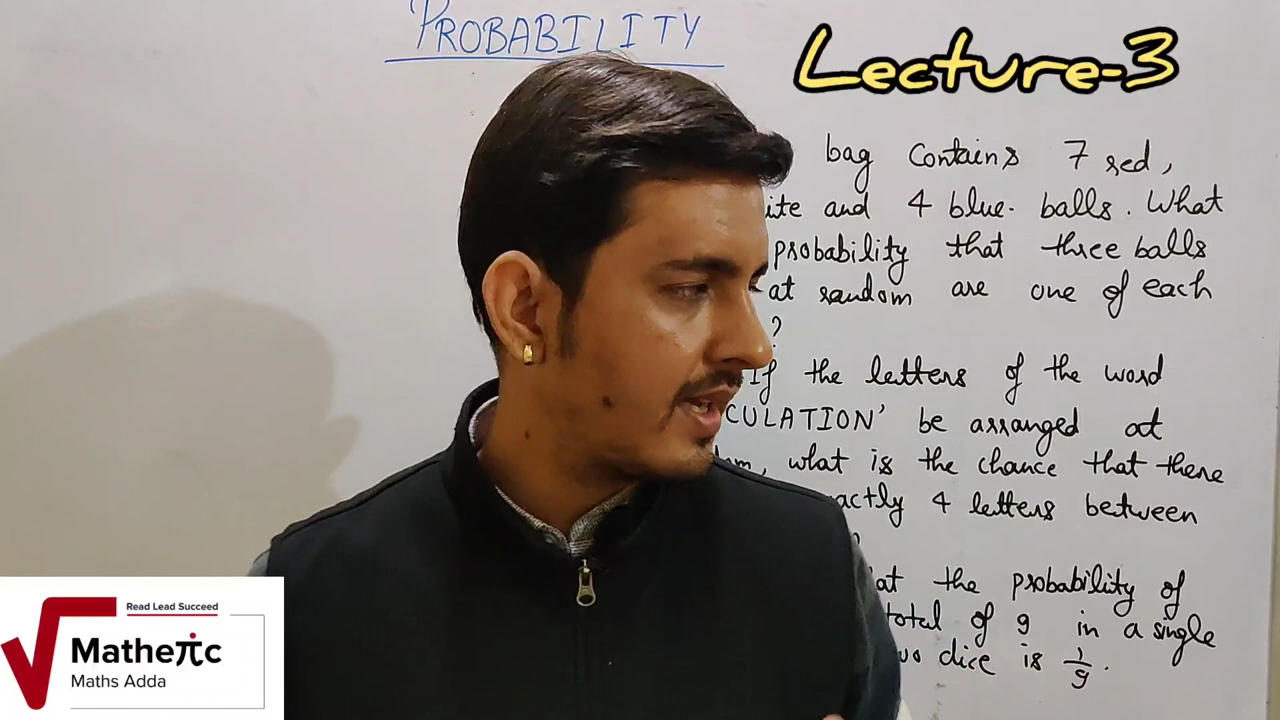 PROBABILITY
Lecture-3
bag contains 7 red,
ite and 4 blue. balls. What
probability that three balls
at random are one of each
?
If the letters of the word
CULATION' be arranged at
m, what is the chance that there
actly 4 letters between
?
at the probability of
total of 9 in a single
wo dice is 1/9.
Read Lead Succeed
Matheπc
Maths Adda